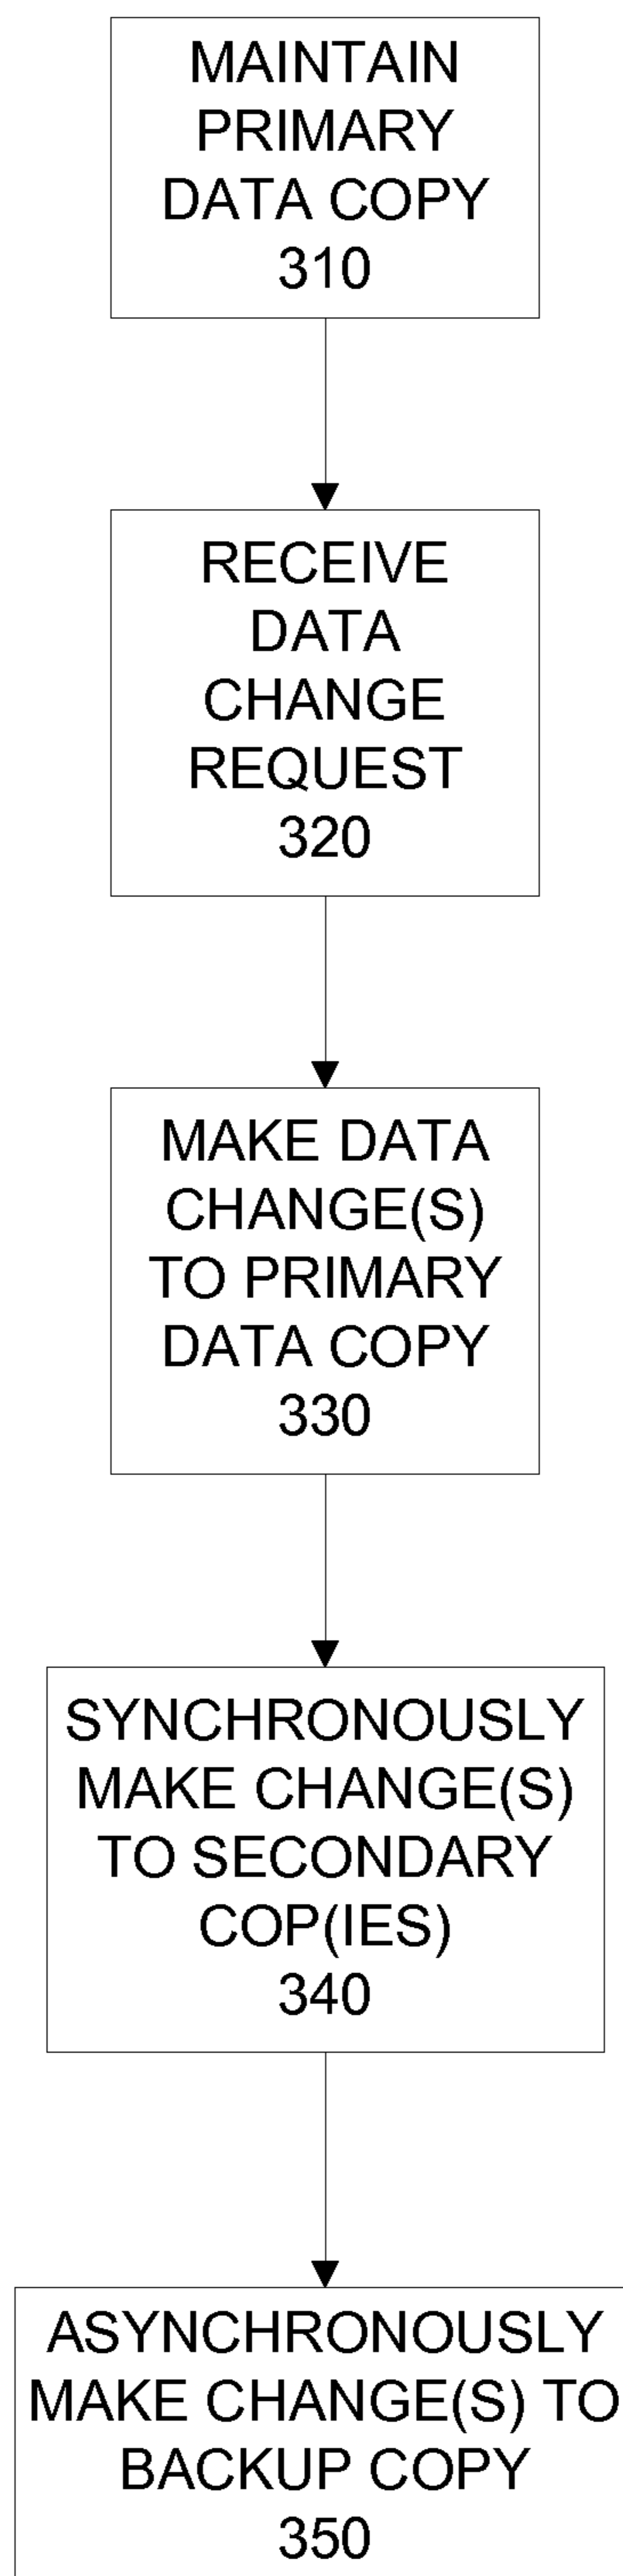 MAINTAIN
PRIMARY
DATA COPY
310
RECEIVE
DATA
CHANGE
REQUEST
320
MAKE DATA
CHANGE(S)
TO PRIMARY
DATA COPY
330
SYNCHRONOUSLY
MAKE CHANGE(S)
TO SECONDARY
COP(IES)
340
ASYNCHRONOUSLY
MAKE CHANGE(S) TO
BACKUP COPY
350